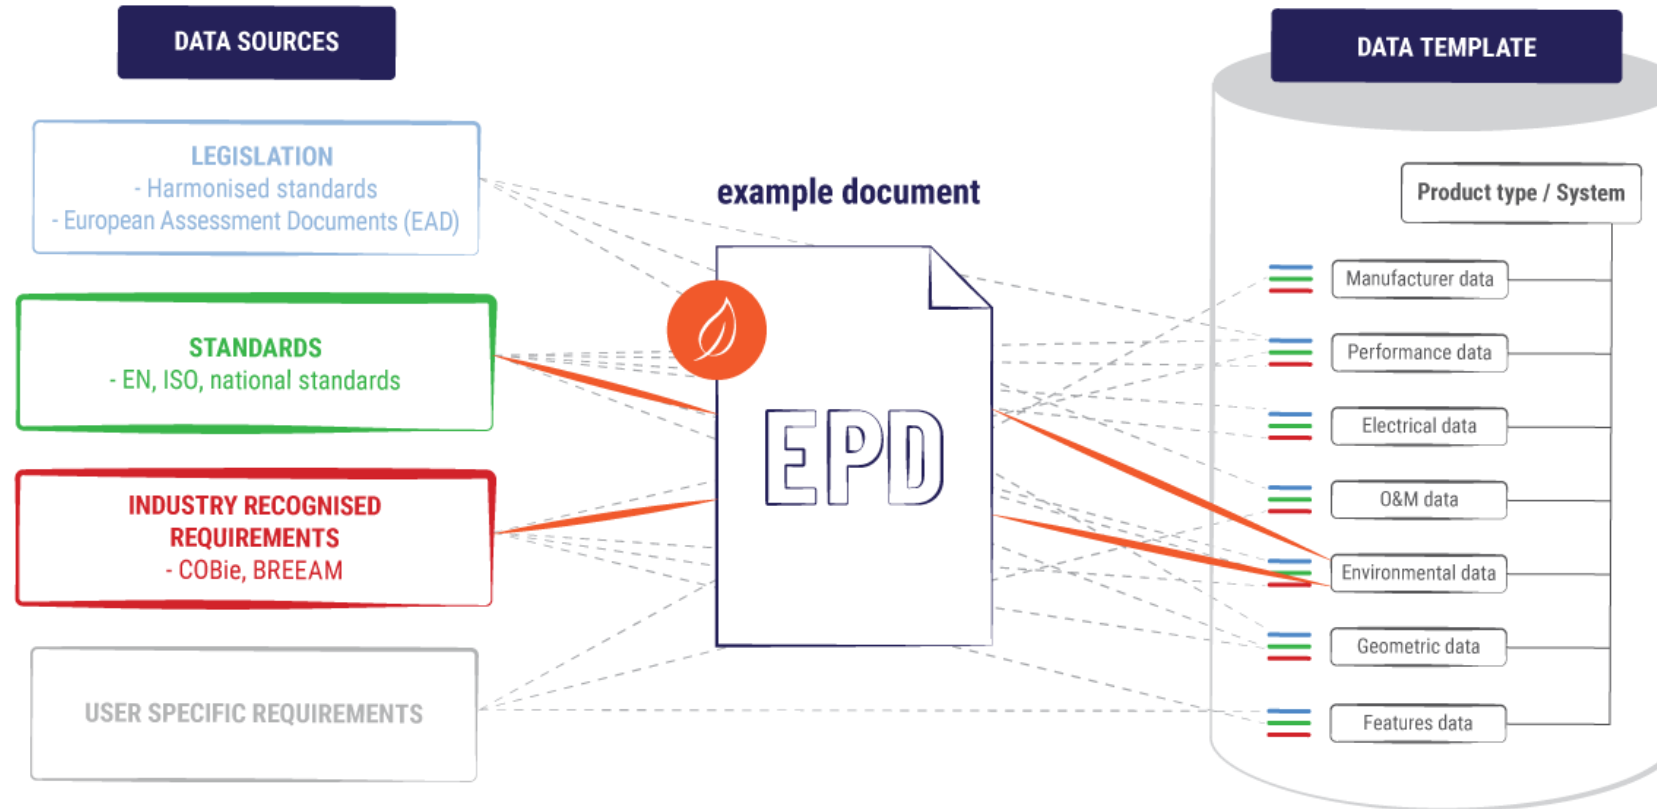 DATA SOURCES
LEGISLATION
- Harmonised standards
- European Assessment Documents (EAD)
STANDARDS
- EN, ISO, national standards
INDUSTRY RECOGNISED
REQUIREMENTS
- COBie, BREEAM
USER SPECIFIC REQUIREMENTS
example document
EPD
DATA TEMPLATE
Product type / System
Manufacturer data
Performance data
Electrical data
O&M data
Environmental data
Geometric data
Features data